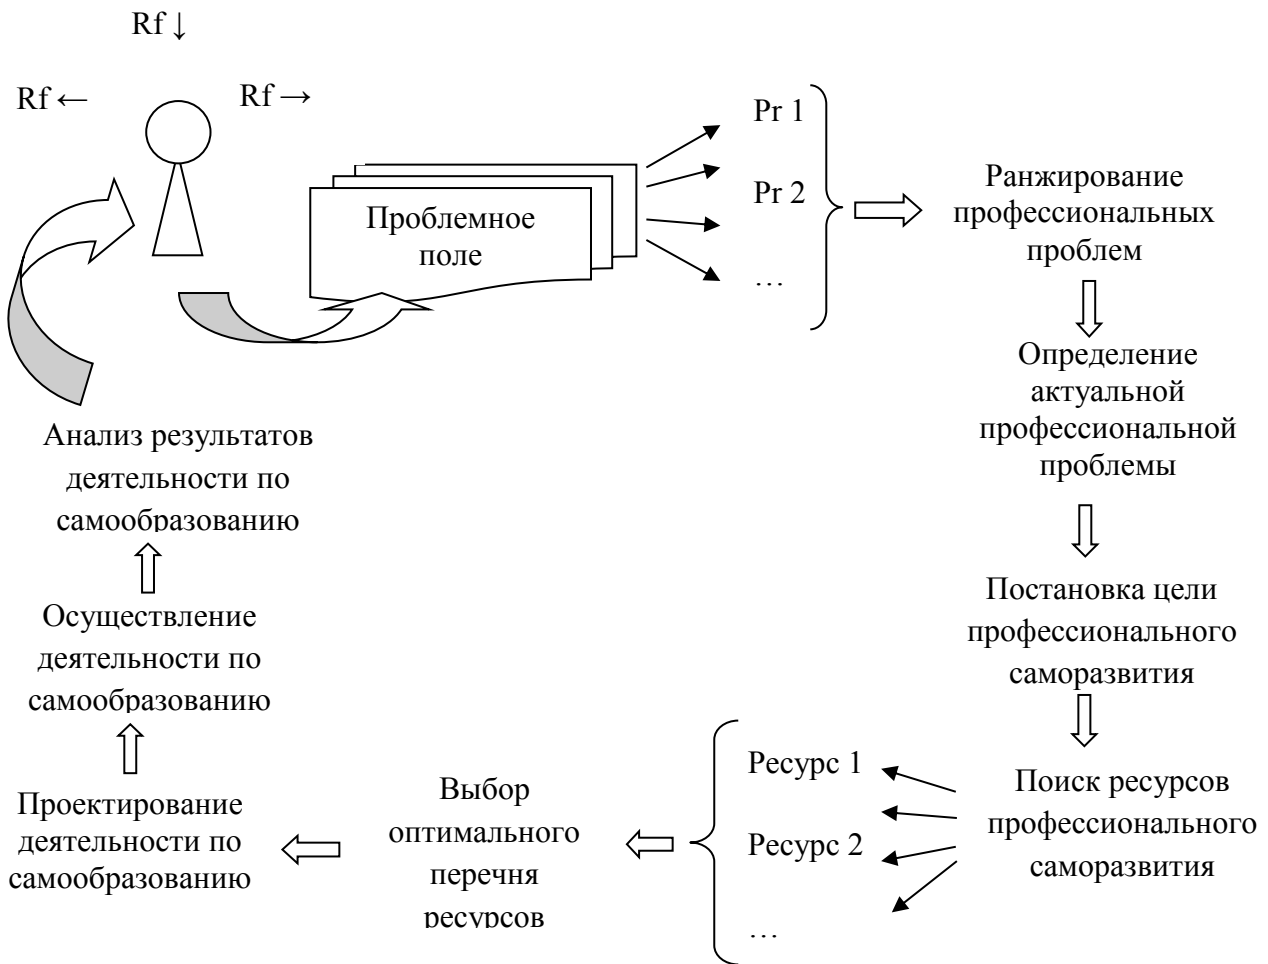 Rf ↓
Rf ←
Rf →
Проблемное
поле
Pr 1
Pr 2
…
Ранжирование
профессиональных
проблем
Определение
актуальной
профессиональной
проблемы
Постановка цели
профессионального
саморазвития
Поиск ресурсов
профессионального
саморазвития
Ресурс 1
Ресурс 2
…
Выбор
оптимального
перечня
ресурсов
Проектирование
деятельности по
самообразованию
Осуществление
деятельности по
самообразованию
Анализ результатов
деятельности по
самообразованию